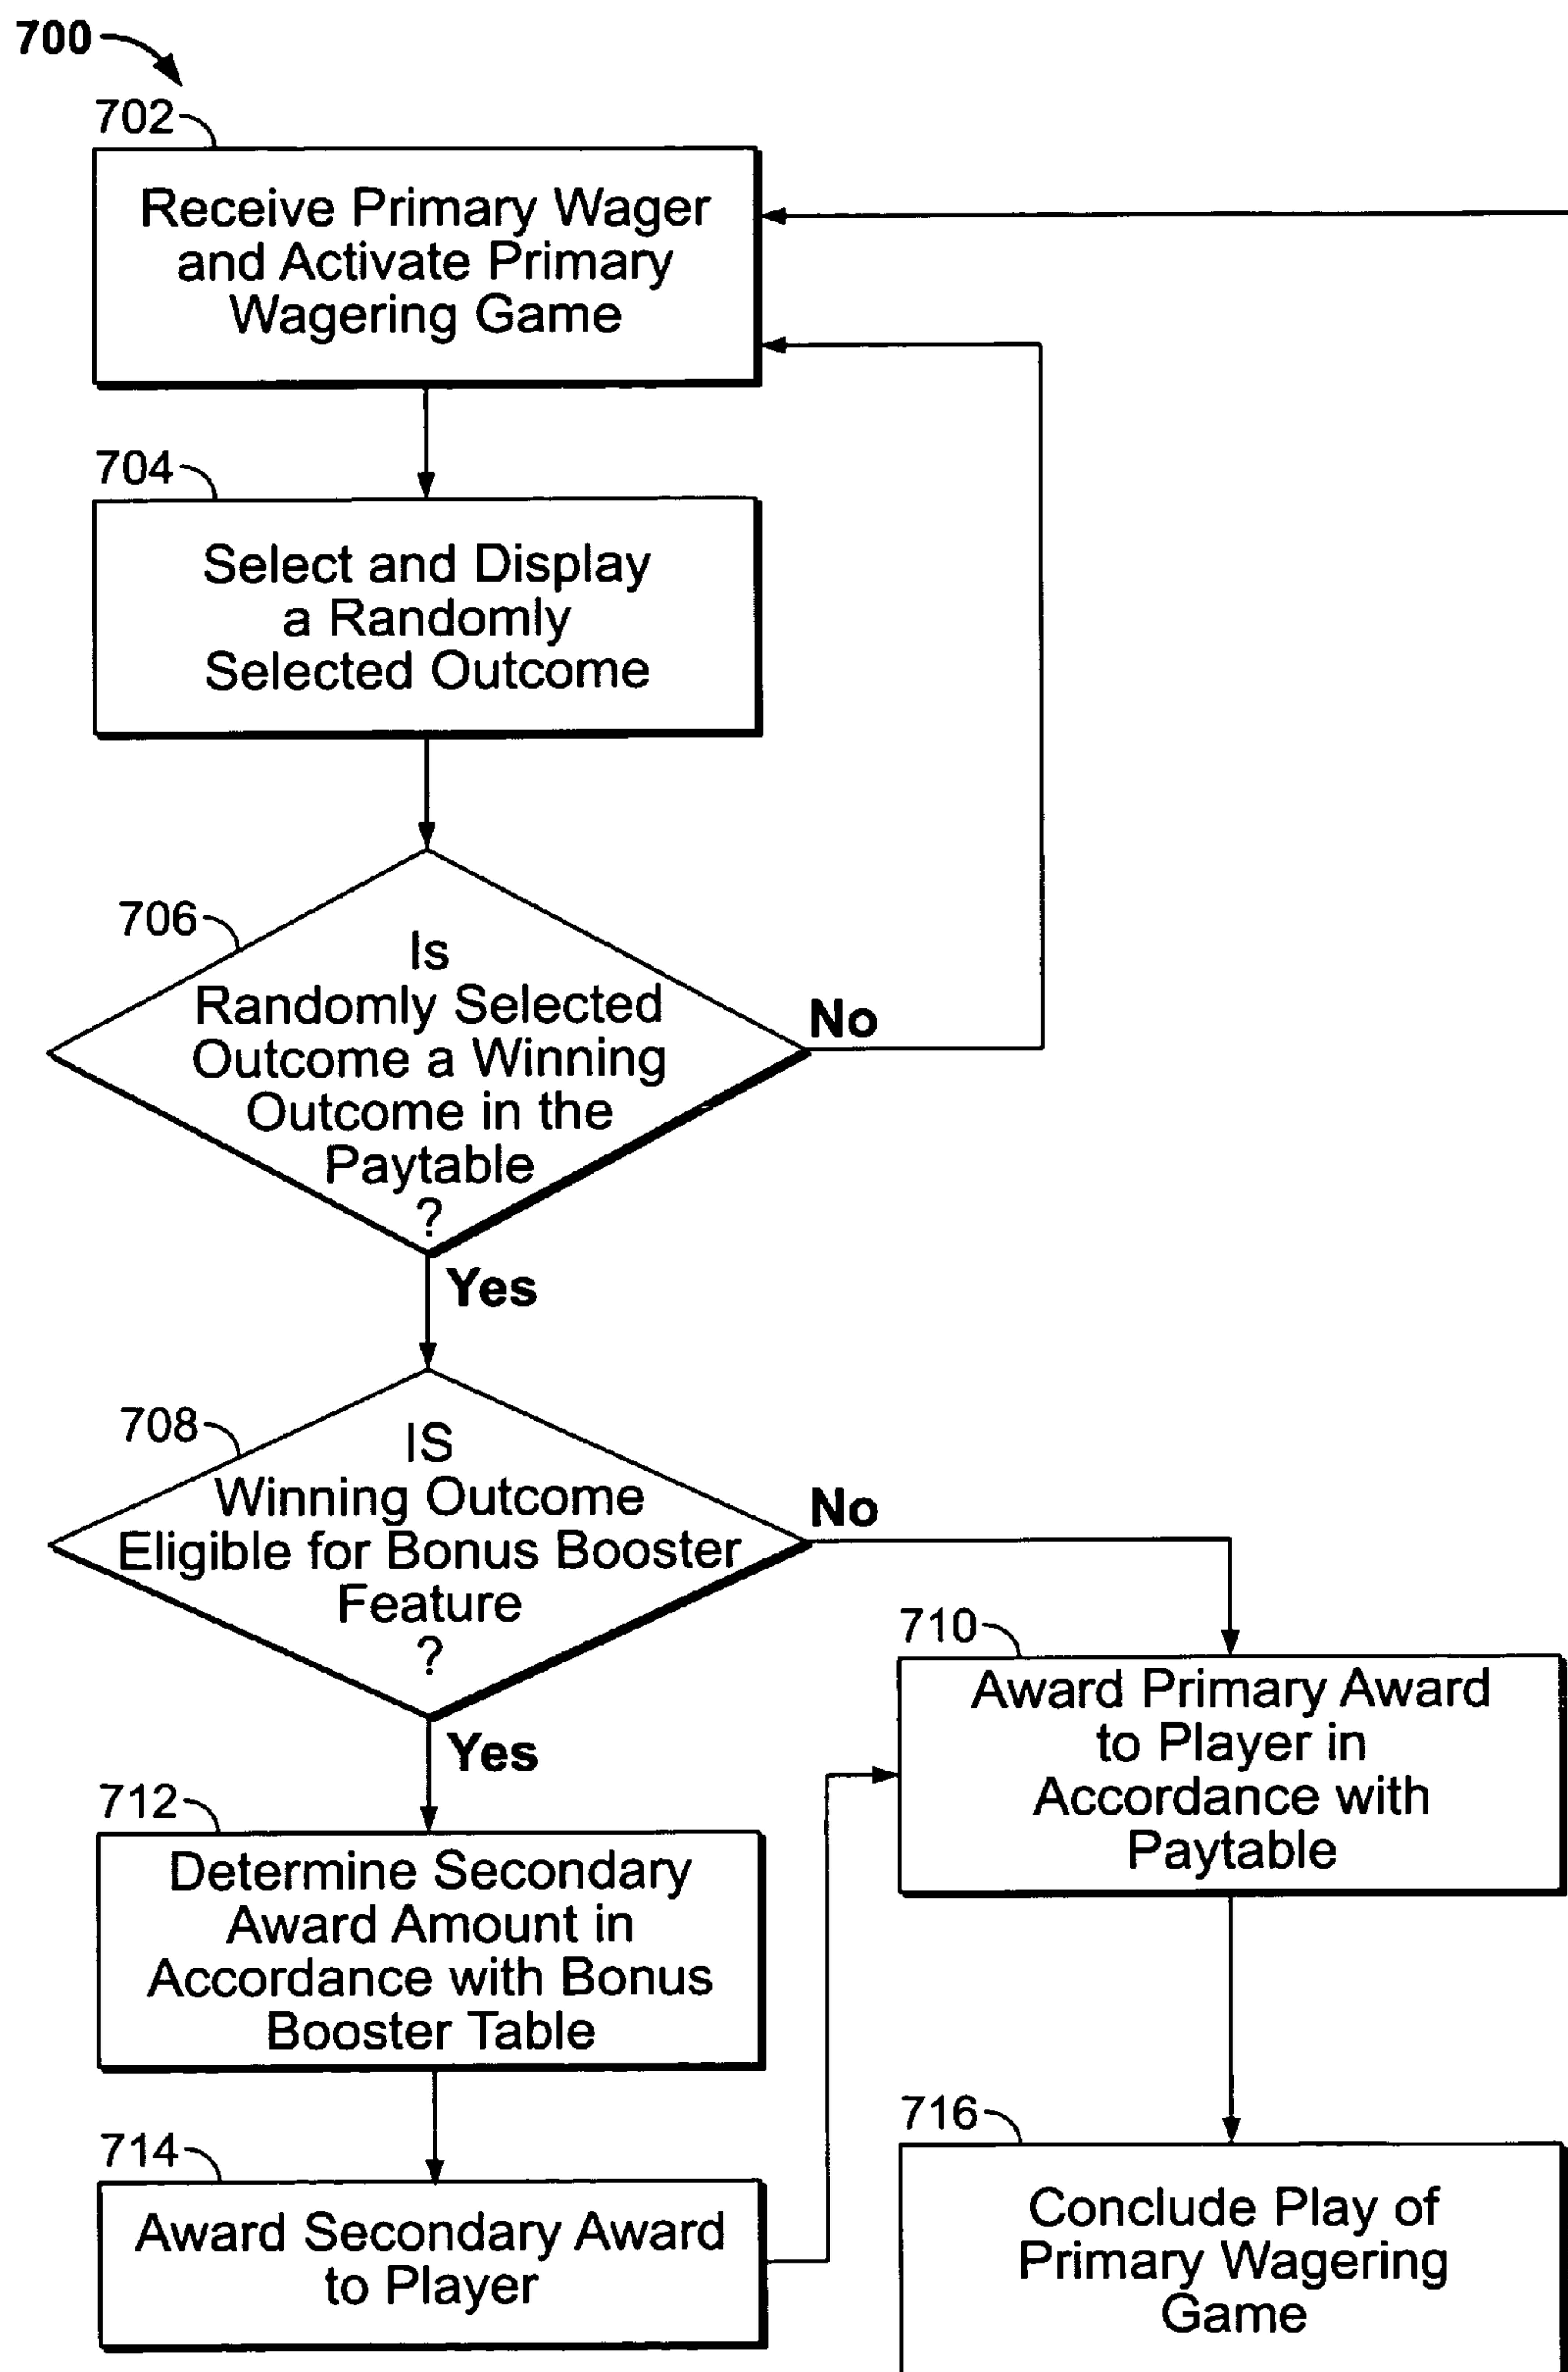 700
702
Receive Primary Wager
and Activate Primary
Wagering Game
704
Select and Display
a Randomly
Selected Outcome
706
Is
Randomly Selected
Outcome a Winning
Outcome in the
Paytable
?
No
Yes
708
IS
Winning Outcome
Eligible for Bonus Booster
Feature
?
No
Yes
710
Award Primary Award
to Player in
Accordance with
Paytable
712
Determine Secondary
Award Amount in
Accordance with Bonus
Booster Table
714
Award Secondary Award
to Player
716
Conclude Play of
Primary Wagering
Game